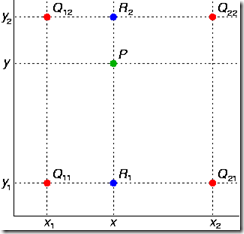 y₂ Q₁₂ R₂ Q₂₂
y P
y₁ Q₁₁ R₁ Q₂₁
x₁ x x₂